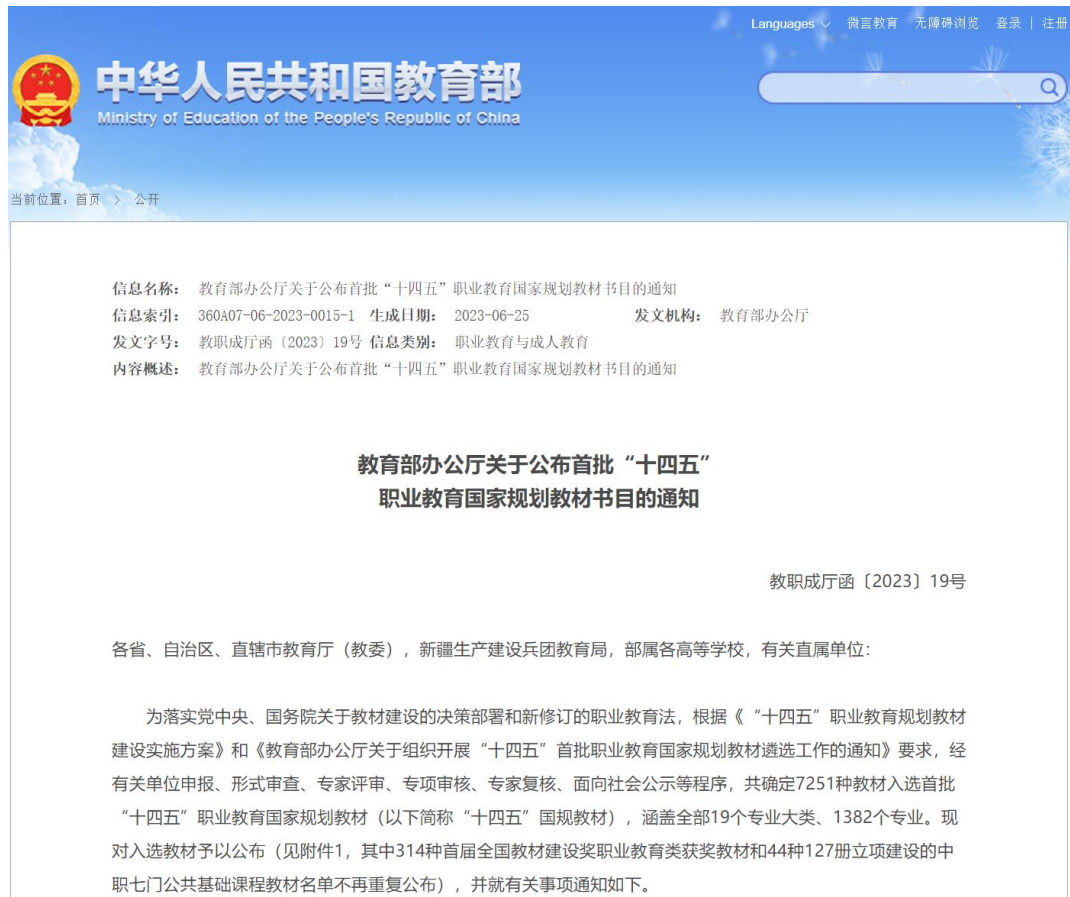 Languages 微言教育 无障碍浏览 登录 | 注册
中华人民共和国教育部
Ministry of Education of the People's Republic of China
当前位置：首页 > 公开
信息名称： 教育部办公厅关于公布首批“十四五”职业教育国家规划教材书目的通知
信息索引： 360A07-06-2023-0015-1 生成日期： 2023-06-25 发文机构： 教育部办公厅
发文字号： 教职成厅函〔2023〕19号 信息类别： 职业教育与成人教育
内容概述： 教育部办公厅关于公布首批“十四五”职业教育国家规划教材书目的通知
教育部办公厅关于公布首批“十四五”
职业教育国家规划教材书目的通知
教职成厅函〔2023〕19号
各省、自治区、直辖市教育厅（教委），新疆生产建设兵团教育局，部属各高等学校，有关直属单位：
为落实党中央、国务院关于教材建设的决策部署和新修订的职业教育法，根据《“十四五”职业教育规划教材
建设实施方案》和《教育部办公厅关于组织开展“十四五”首批职业教育国家规划教材遴选工作的通知》要求，经
有关单位申报、形式审查、专家评审、专项审核、专家复核、面向社会公示等程序，共确定7251种教材入选首批
“十四五”职业教育国家规划教材（以下简称“十四五”国规教材），涵盖全部19个专业大类、1382个专业。现
对入选教材予以公布（见附件1，其中314种首届全国教材建设奖职业教育类获奖教材和44种127册立项建设的中
职七门公共基础课程教材名单不再重复公布），并就有关事项通知如下。